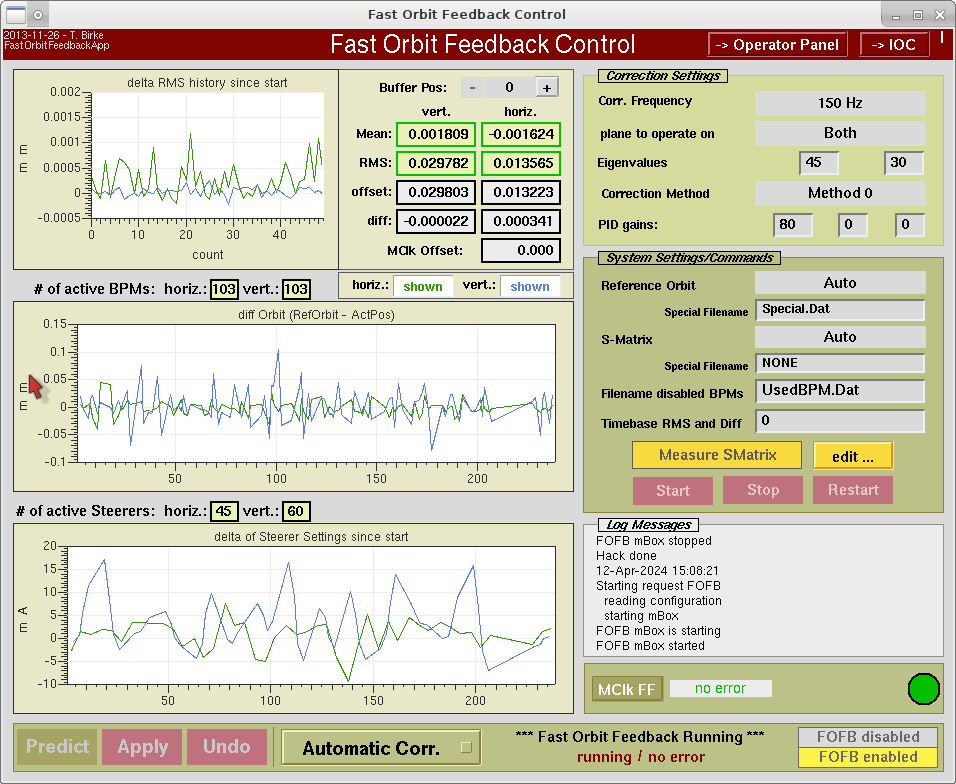 Fast Orbit Feedback Control
2013-11-26 - T. Birke
FastOrbitFeedbackApp
Fast Orbit Feedback Control
-> Operator Panel
-> IOC
delta RMS history since start
0.002
0.0015
0.001
0.0005
0
-0.0005
m m
0 10 20 30 40
count
Buffer Pos: - 0 +
vert. horiz.
Mean: 0.001809 -0.001624
RMS: 0.029782 0.013565
offset: 0.029803 0.013223
diff: -0.000022 0.000341
MClk Offset: 0.000
# of active BPMs: horiz.: 103 vert.: 103
horiz.: shown vert.: shown
diff Orbit (RefOrbit - ActPos)
0.15
0.1
0.05
0
-0.05
-0.1
m m
50 100 150 200
# of active Steerers: horiz.: 45 vert.: 60
delta of Steerer Settings since start
20
15
10
5
0
-5
-10
m A
50 100 150 200
Correction Settings
Corr. Frequency 150 Hz
plane to operate on Both
Eigenvalues 45 30
Correction Method Method 0
PID gains: 80 0 0
System Settings/Commands
Reference Orbit Auto
Special Filename Special.Dat
S-Matrix Auto
Special Filename NONE
Filename disabled BPMs UsedBPM.Dat
Timebase RMS and Diff 0
Measure SMatrix edit ...
Start Stop Restart
Log Messages
FOFB mBox stopped
Hack done
12-Apr-2024 15:08:21
Starting request FOFB
reading configuration
starting mBox
FOFB mBox is starting
FOFB mBox started
MClk FF no error
Predict Apply Undo
Automatic Corr.
*** Fast Orbit Feedback Running ***
running / no error
FOFB disabled
FOFB enabled